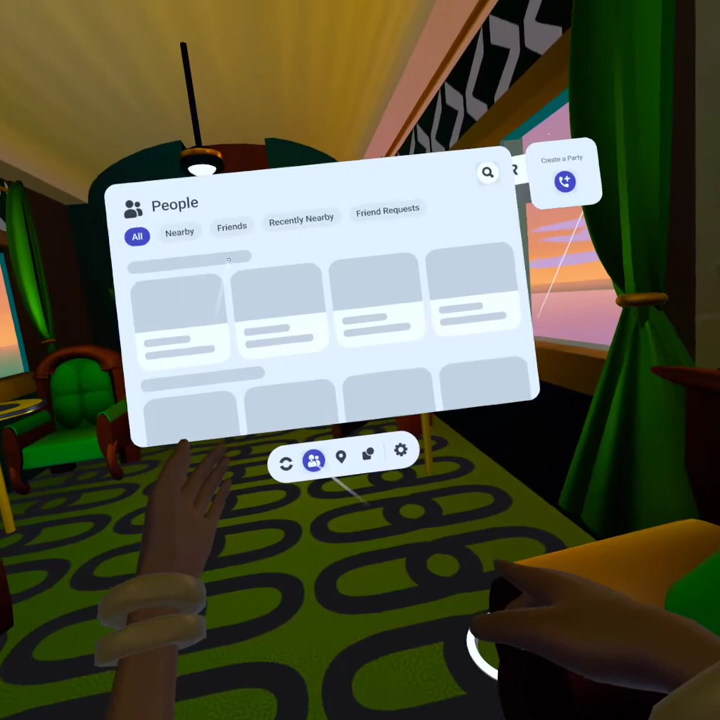 People
All
Nearby
Friends
Recently Nearby
Friend Requests
R
Create a Party